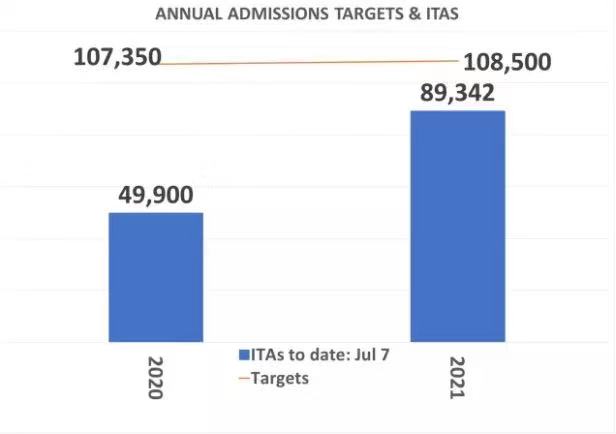 ANNUAL ADMISSIONS TARGETS & ITAS
107,350
108,500
89,342
49,900
ITAs to date: Jul 7
Targets
2020
2021